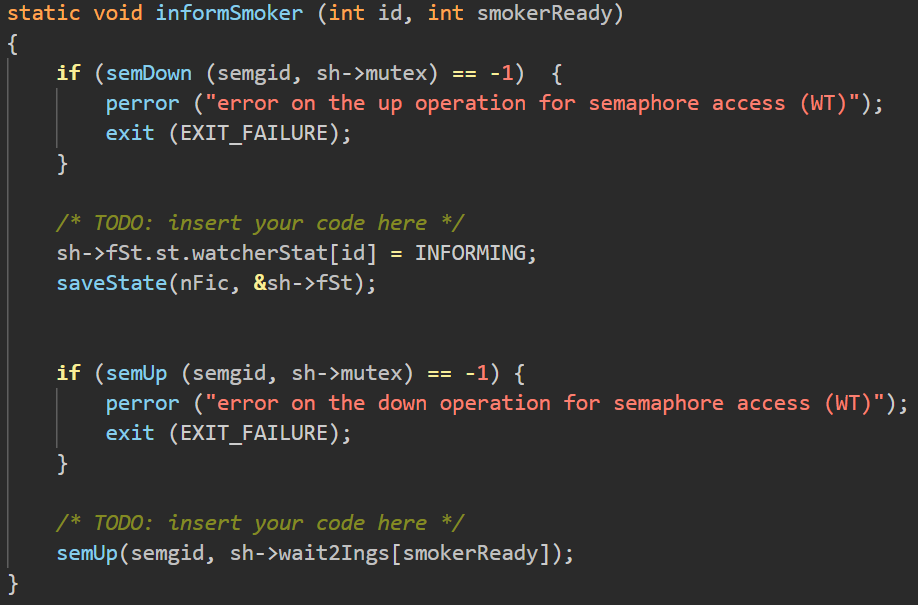 static void informSmoker (int id, int smokerReady)
{
    if (semDown (semgid, sh->mutex) == -1)  {
        perror ("error on the up operation for semaphore access (WT)");
        exit (EXIT_FAILURE);
    }

    /* TODO: insert your code here */
    sh->fSt.st.watcherStat[id] = INFORMING;
    saveState(nFic, &sh->fSt);


    if (semUp (semgid, sh->mutex) == -1) {
        perror ("error on the down operation for semaphore access (WT)");
        exit (EXIT_FAILURE);
    }

    /* TODO: insert your code here */
    semUp(semgid, sh->wait2Ings[smokerReady]);
}